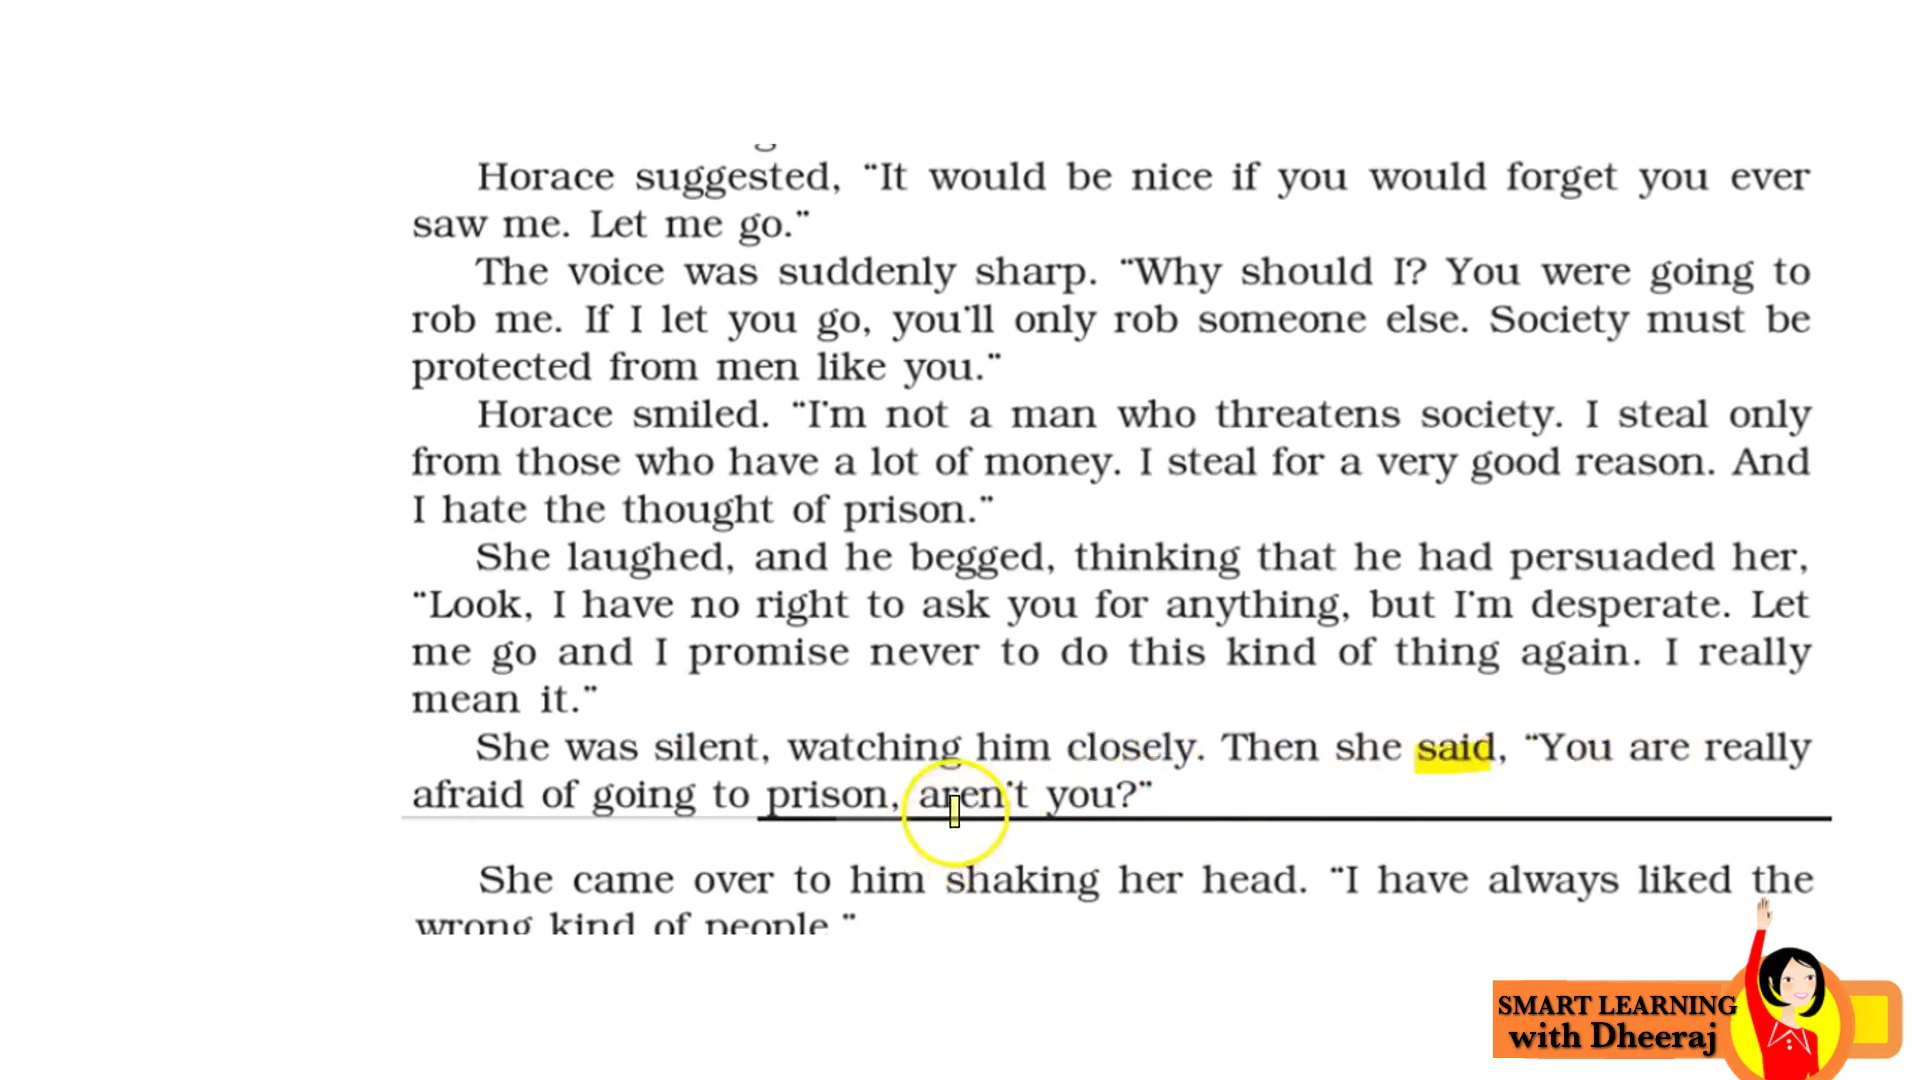 Horace suggested, “It would be nice if you would forget you ever
saw me. Let me go.”
The voice was suddenly sharp. “Why should I? You were going to
rob me. If I let you go, you’ll only rob someone else. Society must be
protected from men like you.”
Horace smiled. “I’m not a man who threatens society. I steal only
from those who have a lot of money. I steal for a very good reason. And
I hate the thought of prison.”
She laughed, and he begged, thinking that he had persuaded her,
“Look, I have no right to ask you for anything, but I’m desperate. Let
me go and I promise never to do this kind of thing again. I really
mean it.”
She was silent, watching him closely. Then she said, “You are really
afraid of going to prison, aren’t you?”
She came over to him shaking her head. “I have always liked the
wrong kind of people.”
SMART LEARNING
with Dheeraj